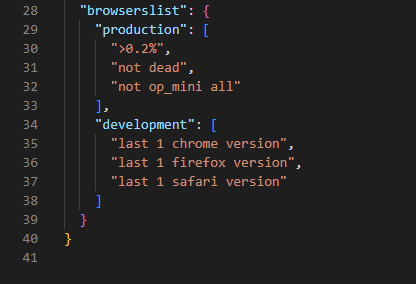 28 "browserslist": {
29 "production": [
30 ">0.2%",
31 "not dead",
32 "not op_mini all"
33 ],
34 "development": [
35 "last 1 chrome version",
36 "last 1 firefox version",
37 "last 1 safari version"
38 ]
39 }
40 }
41